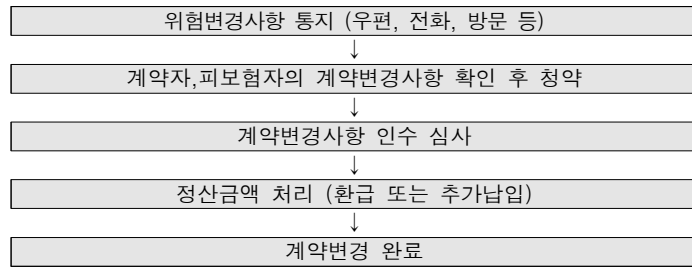 위험변경사항 통지 (우편, 전화, 방문 등)
↓
계약자,피보험자의 계약변경사항 확인 후 청약
↓
계약변경사항 인수 심사
↓
정산금액 처리 (환급 또는 추가납입)
↓
계약변경 완료